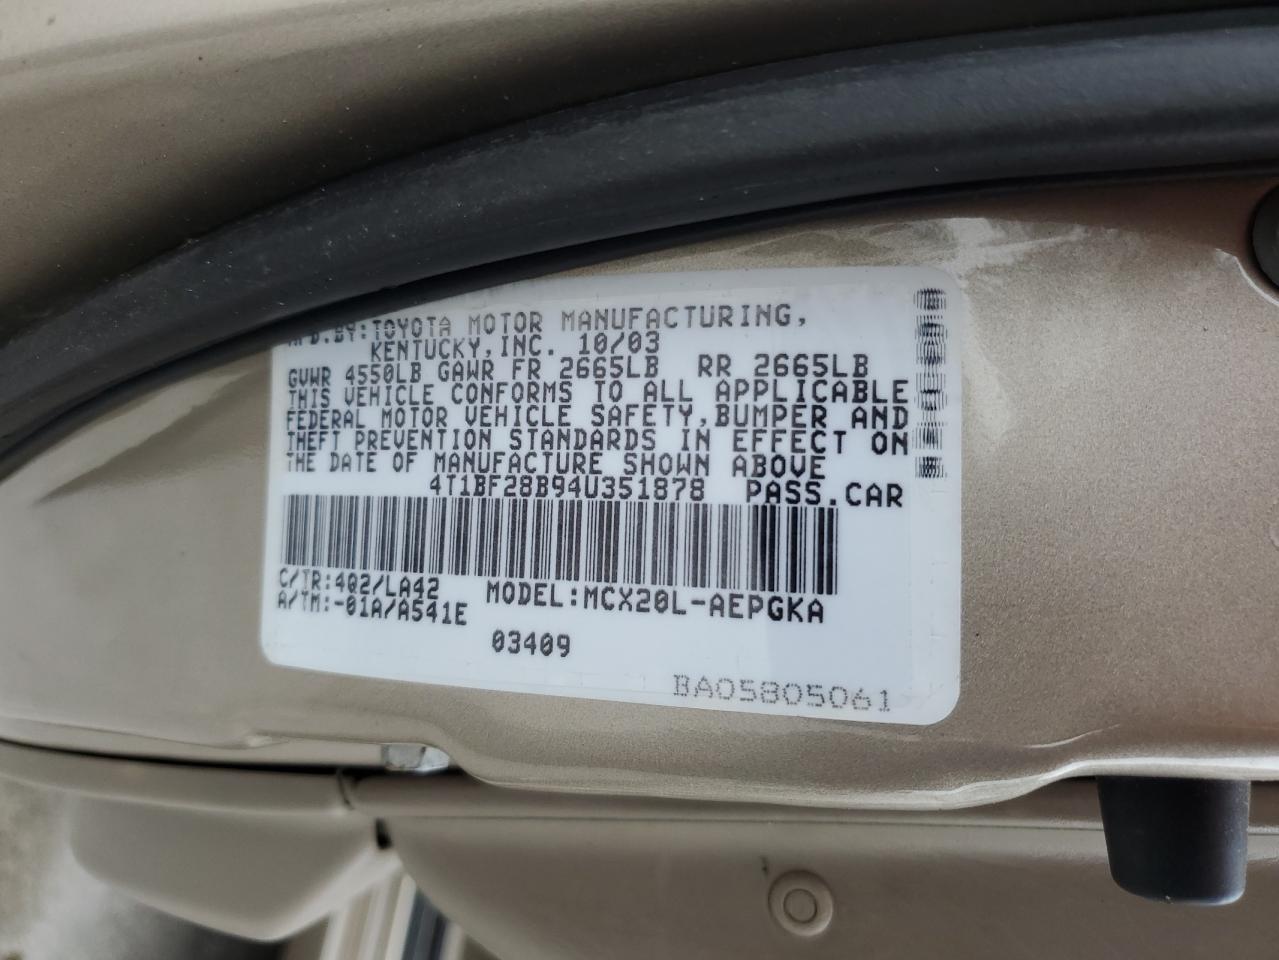 MFD.BY:TOYOTA MOTOR MANUFACTURING,
KENTUCKY,INC. 10/03
GVWR 4550LB GAWR FR 2665LB RR 2665LB
THIS VEHICLE CONFORMS TO ALL APPLICABLE
FEDERAL MOTOR VEHICLE SAFETY,BUMPER AND
THEFT PREVENTION STANDARDS IN EFFECT ON
THE DATE OF MANUFACTURE SHOWN ABOVE
4T1BF28B94U351878 PASS.CAR
C/TR:4Q2/LA42
A/TM:-01A/A541E
MODEL:MCX20L-AEPGKA
03409
BA05805061